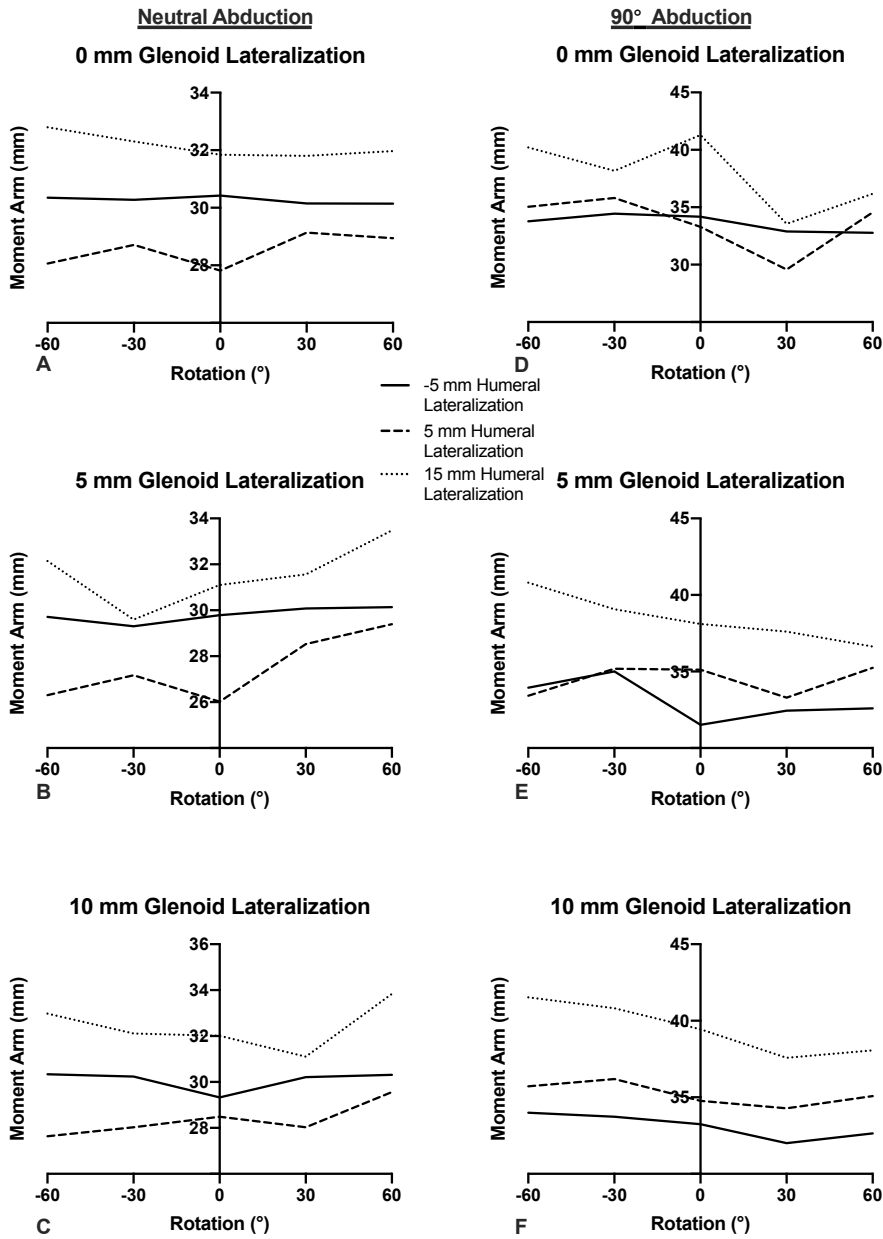 Neutral Abduction
0 mm Glenoid Lateralization
Moment Arm (mm)
34
32
30
28
-60 -30 0 30 60
Rotation (°)
A
90° Abduction
0 mm Glenoid Lateralization
Moment Arm (mm)
45
40
35
30
-60 -30 0 30 60
Rotation (°)
D
-5 mm Humeral
Lateralization
5 mm Humeral
Lateralization
15 mm Humeral
Lateralization
5 mm Glenoid Lateralization
Moment Arm (mm)
34
32
30
28
26
-60 -30 0 30 60
Rotation (°)
B
5 mm Glenoid Lateralization
Moment Arm (mm)
45
40
35
-60 -30 0 30 60
Rotation (°)
E
10 mm Glenoid Lateralization
Moment Arm (mm)
36
34
32
30
28
-60 -30 0 30 60
Rotation (°)
C
10 mm Glenoid Lateralization
Moment Arm (mm)
45
40
35
-60 -30 0 30 60
Rotation (°)
F